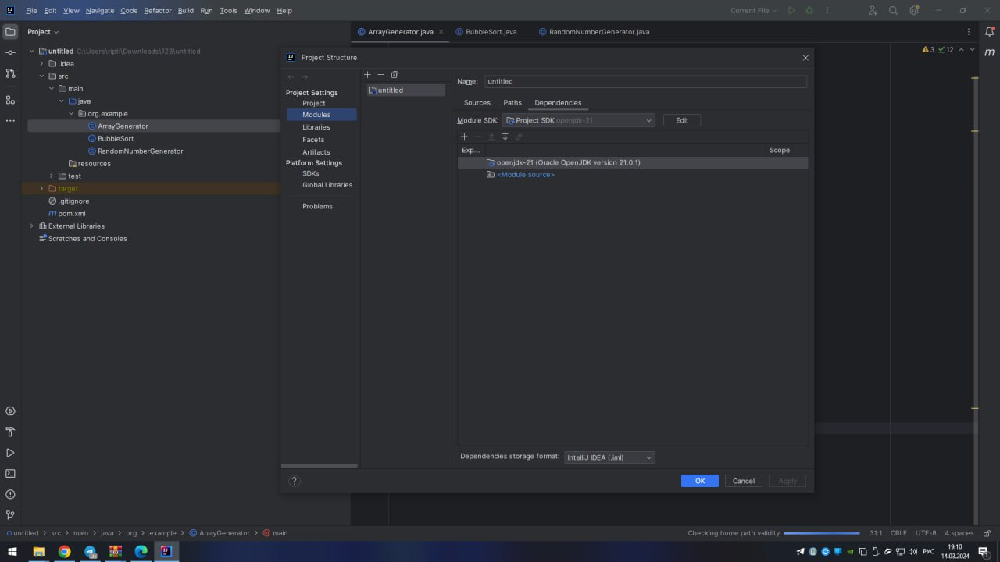 File Edit View Navigate Code Refactor Build Run Tools Window Help
Current File
Project
ArrayGenerator.java
BubbleSort.java
RandomNumberGenerator.java
3 12
untitled C:\Users\ripti\Downloads\123\untitled
.idea
src
main
java
org.example
ArrayGenerator
BubbleSort
RandomNumberGenerator
resources
test
target
.gitignore
m pom.xml
External Libraries
Scratches and Consoles
Project Structure
Project Settings
Project
Modules
Libraries
Facets
Artifacts
Platform Settings
SDKs
Global Libraries
Problems
untitled
Name: untitled
Sources Paths Dependencies
Module SDK: Project SDK openjdk-21 Edit
Exp... Scope
openjdk-21 (Oracle OpenJDK version 21.0.1)
<Module source>
Dependencies storage format: IntelliJ IDEA (.iml)
? OK Cancel Apply
untitled > src > main > java > org > example > ArrayGenerator > main
Checking home path validity 31:1 CRLF UTF-8 4 spaces
РУС
19:10
14.03.2024